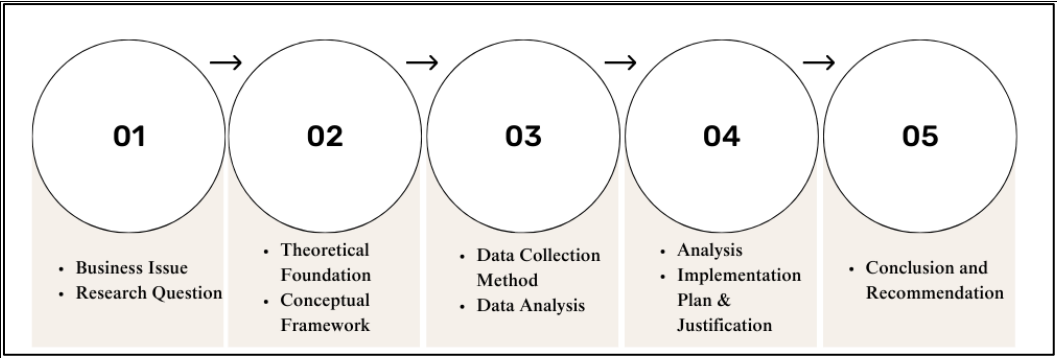 01
02
03
04
05
• Business Issue
• Research Question
• Theoretical
Foundation
• Conceptual
Framework
• Data Collection
Method
• Data Analysis
• Analysis
• Implementation
Plan &
Justification
• Conclusion and
Recommendation